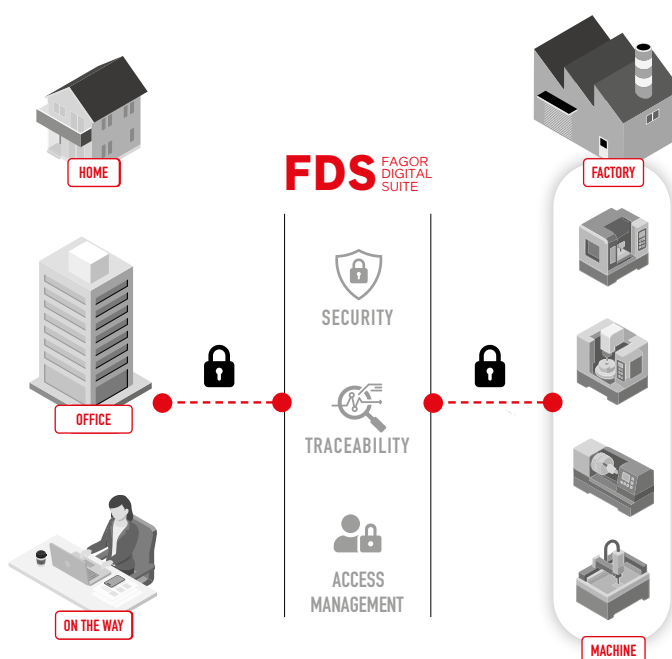 HOME
OFFICE
ON THE WAY
FDS
FAGOR
DIGITAL
SUITE
SECURITY
TRACEABILITY
ACCESS
MANAGEMENT
FACTORY
MACHINE